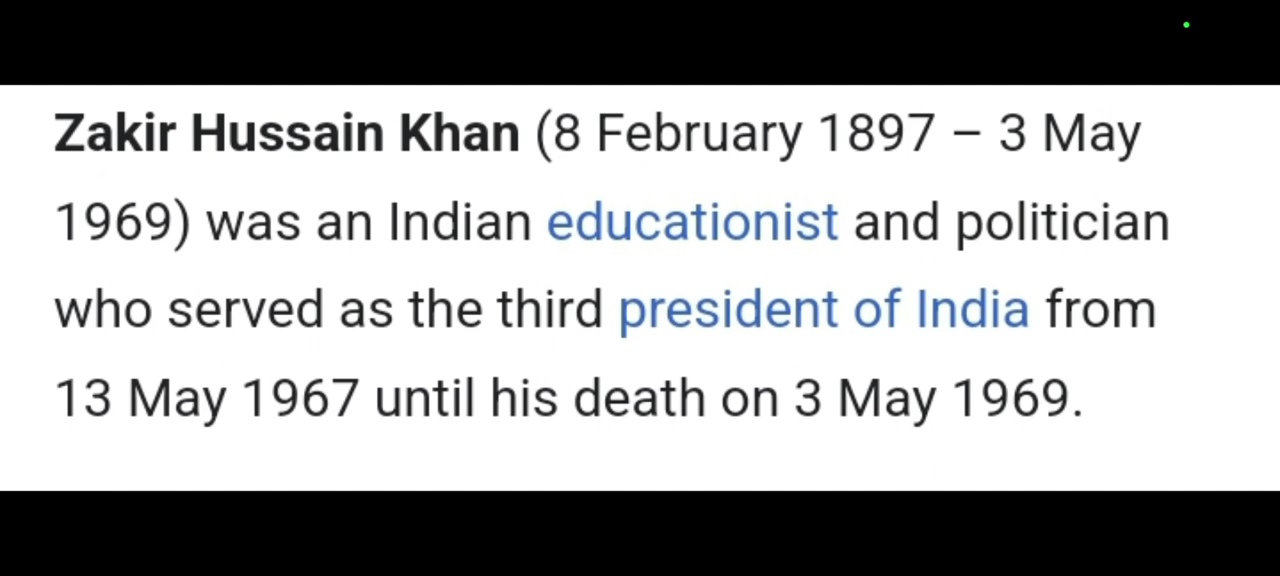 Zakir Hussain Khan (8 February 1897 – 3 May
1969) was an Indian educationist and politician
who served as the third president of India from
13 May 1967 until his death on 3 May 1969.